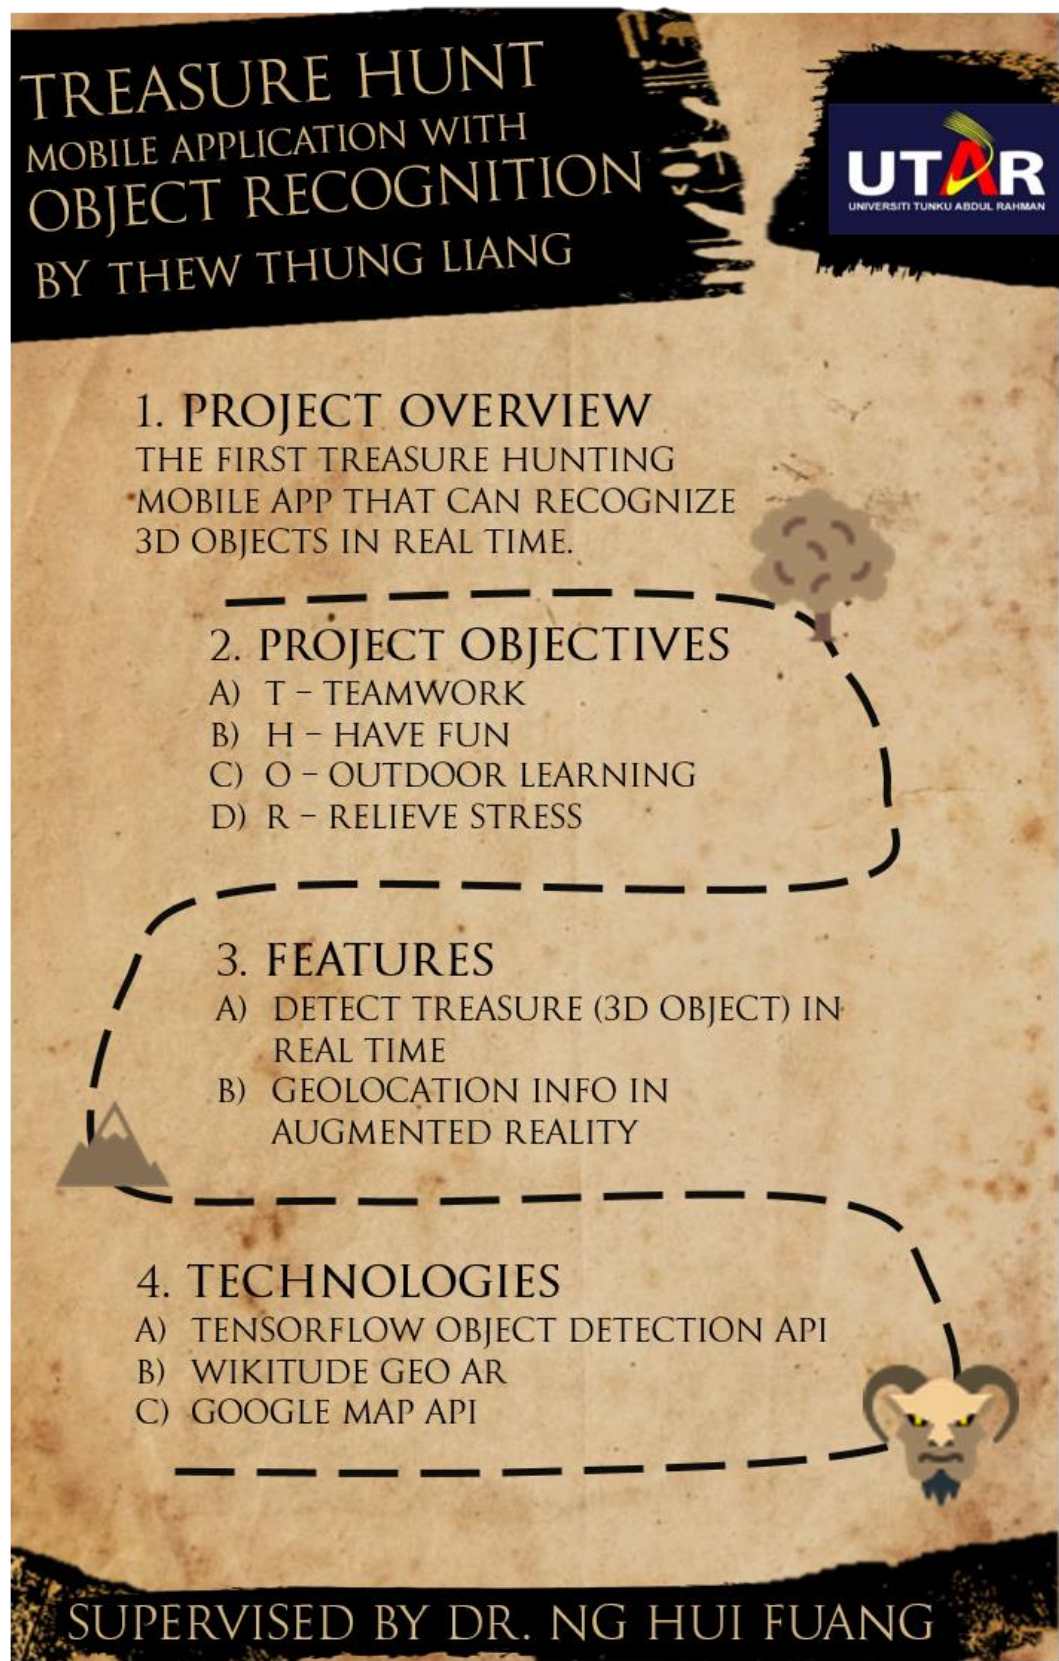 TREASURE HUNT
MOBILE APPLICATION WITH
OBJECT RECOGNITION
BY THEW THUNG LIANG
UTAR
UNIVERSITI TUNKU ABDUL RAHMAN
1. PROJECT OVERVIEW
THE FIRST TREASURE HUNTING
MOBILE APP THAT CAN RECOGNIZE
3D OBJECTS IN REAL TIME.
2. PROJECT OBJECTIVES
A) T – TEAMWORK
B) H – HAVE FUN
C) O – OUTDOOR LEARNING
D) R – RELIEVE STRESS
3. FEATURES
A) DETECT TREASURE (3D OBJECT) IN
REAL TIME
B) GEOLOCATION INFO IN
AUGMENTED REALITY
4. TECHNOLOGIES
A) TENSORFLOW OBJECT DETECTION API
B) WIKITUDE GEO AR
C) GOOGLE MAP API
SUPERVISED BY DR. NG HUI FUANG